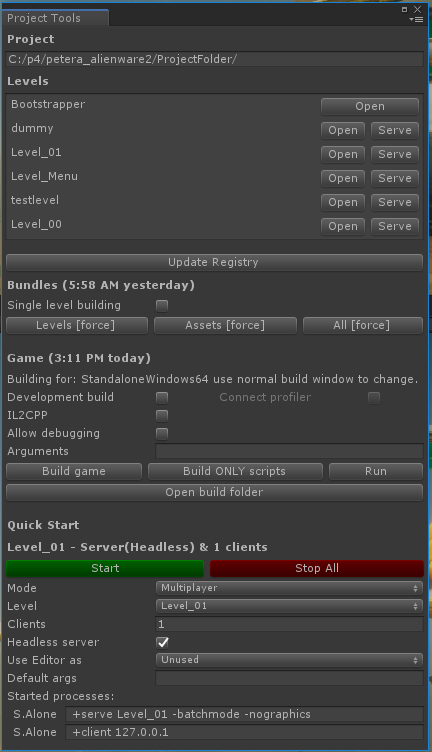 Project Tools
Project
C:/p4/petera_alienware2/ProjectFolder/
Levels
Bootstrapper Open
dummy Open Serve
Level_01 Open Serve
Level_Menu Open Serve
testlevel Open Serve
Level_00 Open Serve
Update Registry
Bundles (5:58 AM yesterday)
Single level building
Levels [force] Assets [force] All [force]
Game (3:11 PM today)
Building for: StandaloneWindows64 use normal build window to change.
Development build Connect profiler
IL2CPP
Allow debugging
Arguments
Build game Build ONLY scripts Run
Open build folder
Quick Start
Level_01 - Server(Headless) & 1 clients
Start Stop All
Mode Multiplayer
Level Level_01
Clients 1
Headless server
Use Editor as Unused
Default args
Started processes:
S.Alone +serve Level_01 -batchmode -nographics
S.Alone +client 127.0.0.1